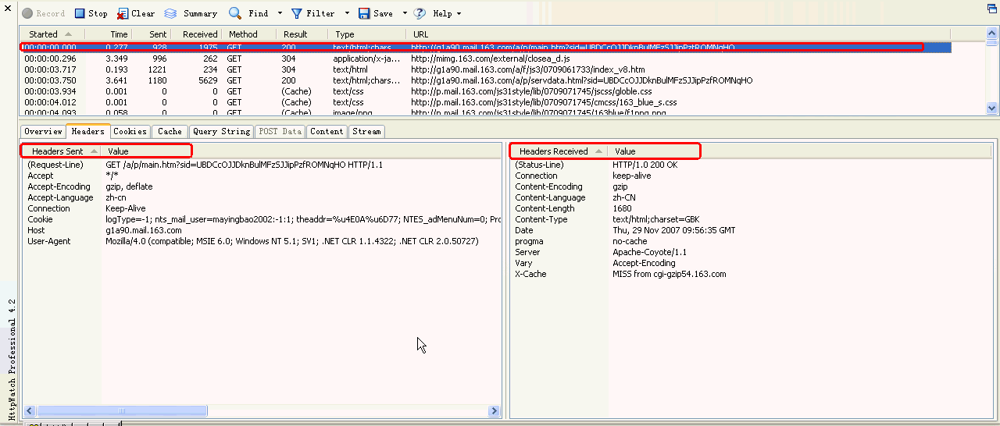 Record Stop Clear Summary Find Filter Save Help
Started Time Sent Received Method Result Type URL
00:00:00.000 0.277 928 1975 GET 200 text/html;chars...
00:00:00.296 3.349 996 262 GET 304 application/x-ja... http://mimg.163.com/external/closea_d.js
00:00:03.717 0.193 1221 234 GET 304 text/html http://g1a90.mail.163.com/a/f/js3/0709061733/index_v8.htm
00:00:03.750 3.641 1180 5629 GET 200 text/html;chars... http://g1a90.mail.163.com/a/p/servdata.html?sid=UBDCcOJJDknBulMFzSJJipPzfROMNqHO
00:00:03.934 0.001 0 0 GET (Cache) text/css http://p.mail.163.com/js31style/lib/0709071745/jscss/globle.css
00:00:04.012 0.001 0 0 GET (Cache) text/css http://p.mail.163.com/js31style/lib/0709071745/cmcss/163_blue_s.css
00:00:04.093 0.058 0 0 GET (Cache) image/png http://p.mail.163.com/js31style/lib/0709071745/163blue/f1png.png
Overview Headers Cookies Cache Query String POST Data Content Stream
Headers Sent Value
(Request-Line) GET /a/p/main.htm?sid=UBDCcOJJDknBulMFzSJJipPzfROMNqHO HTTP/1.1
Accept */*
Accept-Encoding gzip, deflate
Accept-Language zh-cn
Connection Keep-Alive
Cookie logType=-1; nts_mail_user=mayingbao2002:-1:1; theaddr=%u4E0A%u6D77; NTES_adMenuNum=0; Pro
Host g1a90.mail.163.com
User-Agent Mozilla/4.0 (compatible; MSIE 6.0; Windows NT 5.1; SV1; .NET CLR 1.1.4322; .NET CLR 2.0.50727)
Headers Received Value
(Status-Line) HTTP/1.0 200 OK
Connection keep-alive
Content-Encoding gzip
Content-Language zh-CN
Content-Length 1680
Content-Type text/html;charset=GBK
Date Thu, 29 Nov 2007 09:56:35 GMT
progma no-cache
Server Apache-Coyote/1.1
Vary Accept-Encoding
X-Cache MISS from cgi-gzip54.163.com
HttpWatch Professional 4.2